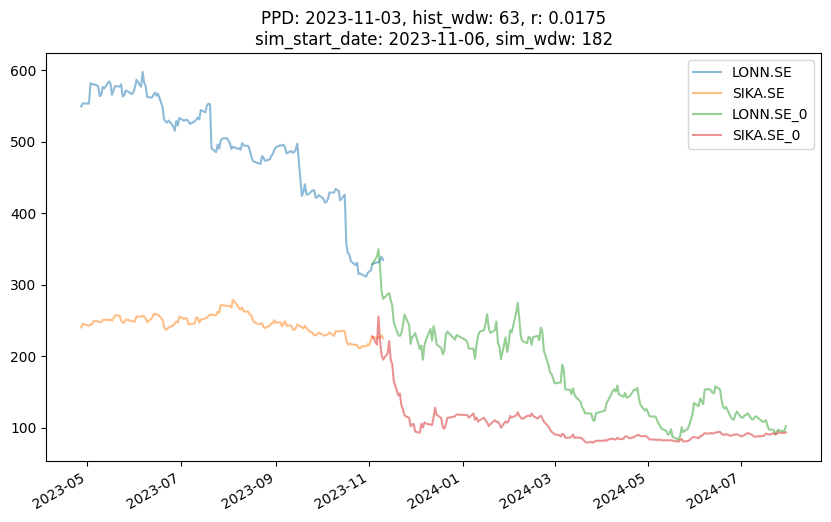 PPD: 2023-11-03, hist_wdw: 63, r: 0.0175
sim_start_date: 2023-11-06, sim_wdw: 182
LONN.SE
SIKA.SE
LONN.SE_0
SIKA.SE_0
600
500
400
300
200
100
2023-05
2023-07
2023-09
2023-11
2024-01
2024-03
2024-05
2024-07